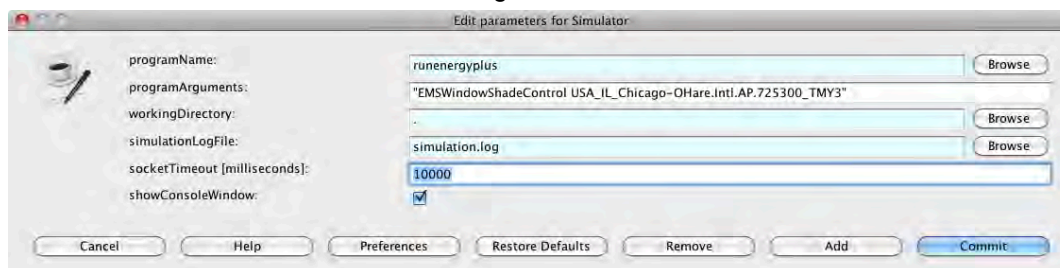 Edit parameters for Simulator
programName: runenergyplus Browse
programArguments: "EMSWindowShadeControl USA_IL_Chicago-OHare.Intl.AP.725300_TMY3"
workingDirectory: . Browse
simulationLogFile: simulation.log Browse
socketTimeout [milliseconds]: 10000
showConsoleWindow:
Cancel Help Preferences Restore Defaults Remove Add Commit